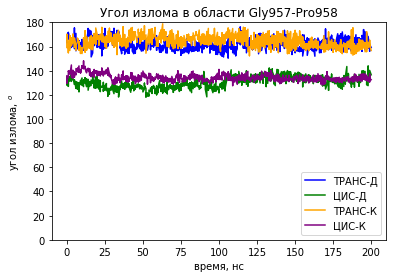 Угол излома в области Gly957-Pro958
угол излома, °
180
160
140
120
100
80
60
40
20
0
0 25 50 75 100 125 150 175 200
время, нс
ТРАНС-Д
ЦИС-Д
ТРАНС-К
ЦИС-К